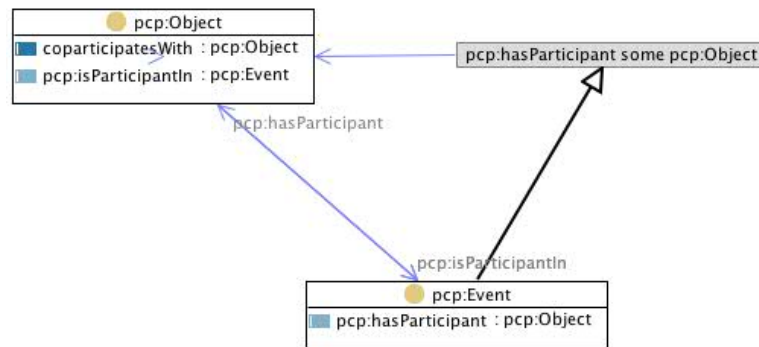 pcp:Object
coparticipatesWith : pcp:Object
pcp:isParticipantIn : pcp:Event
pcp:hasParticipant some pcp:Object
pcp:hasParticipant
pcp:isParticipantIn
pcp:Event
pcp:hasParticipant : pcp:Object